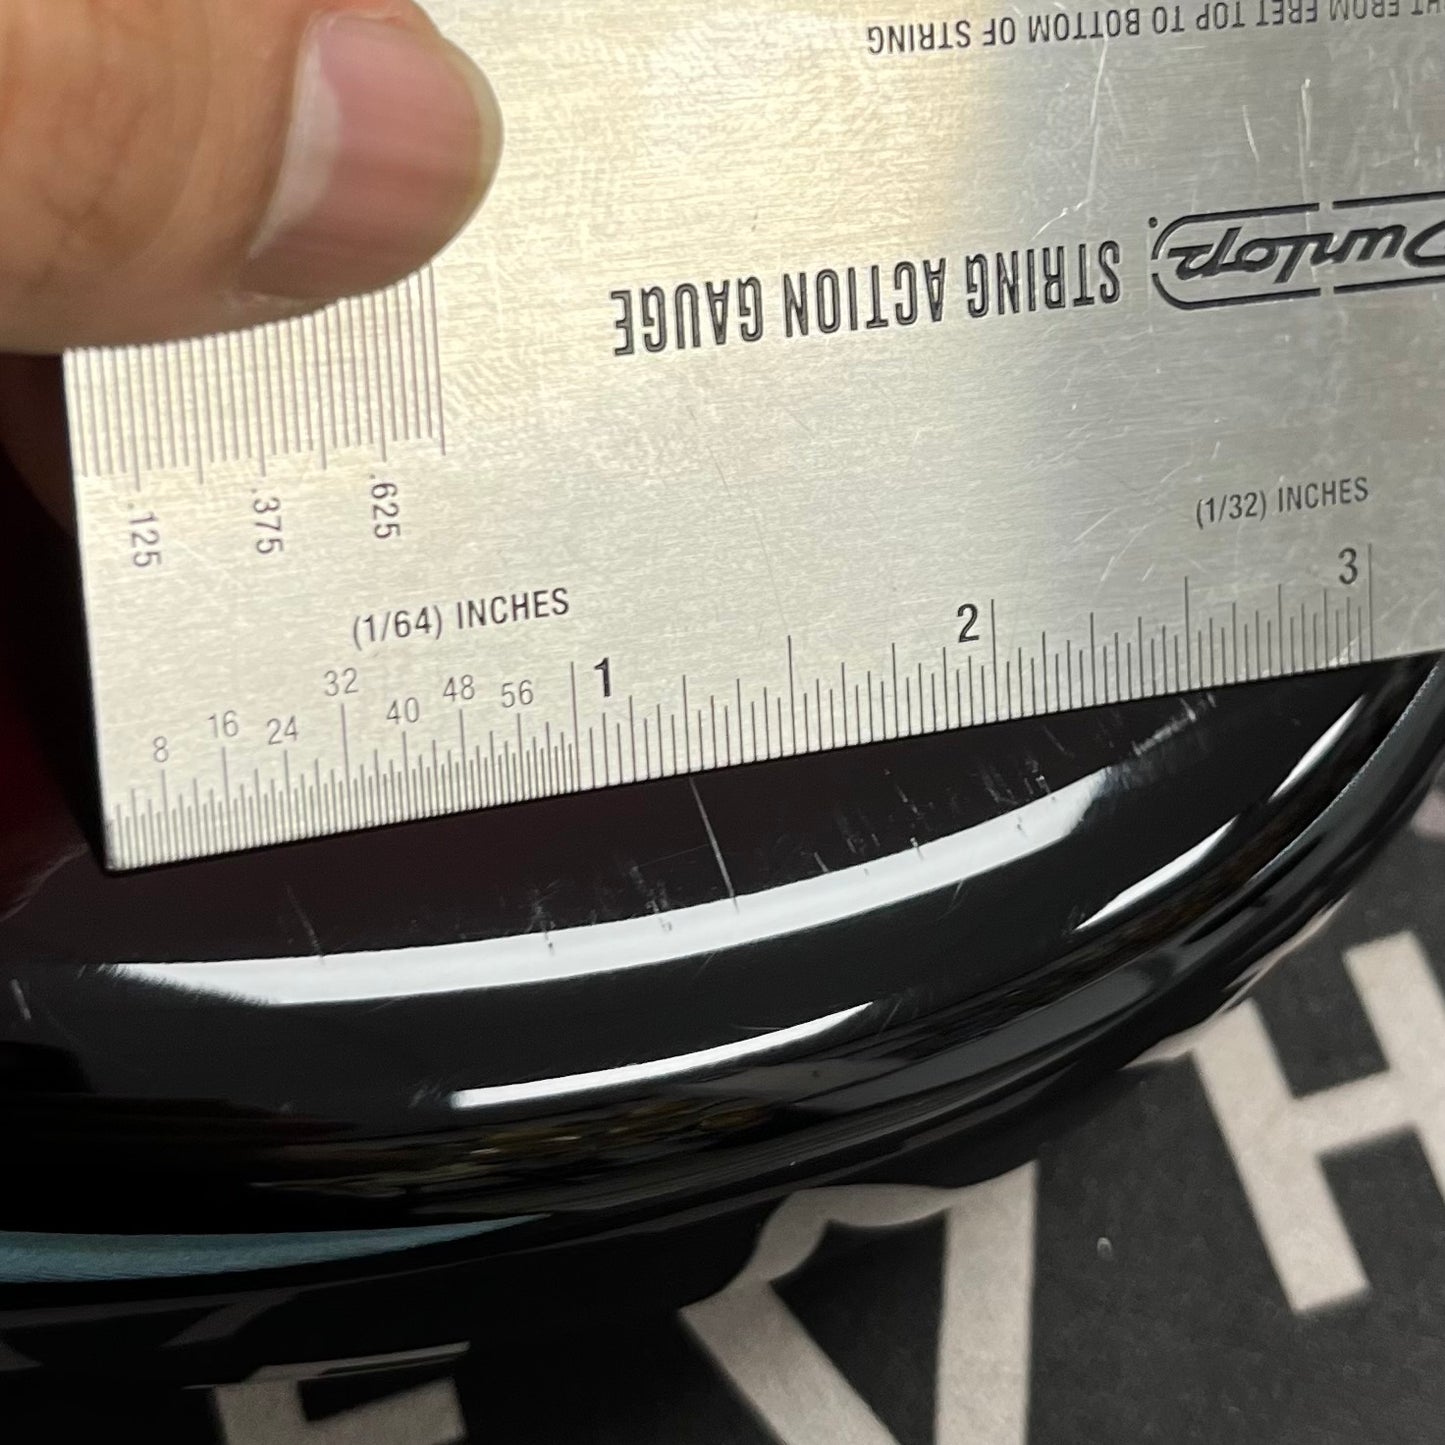 HT FROM FRET TOP TO BOTTOM OF STRING
Dunlop. STRING ACTION GAUGE
.125 .375 .625
(1/32) INCHES
(1/64) INCHES
8 16 24 32 40 48 56 1 2 3
H